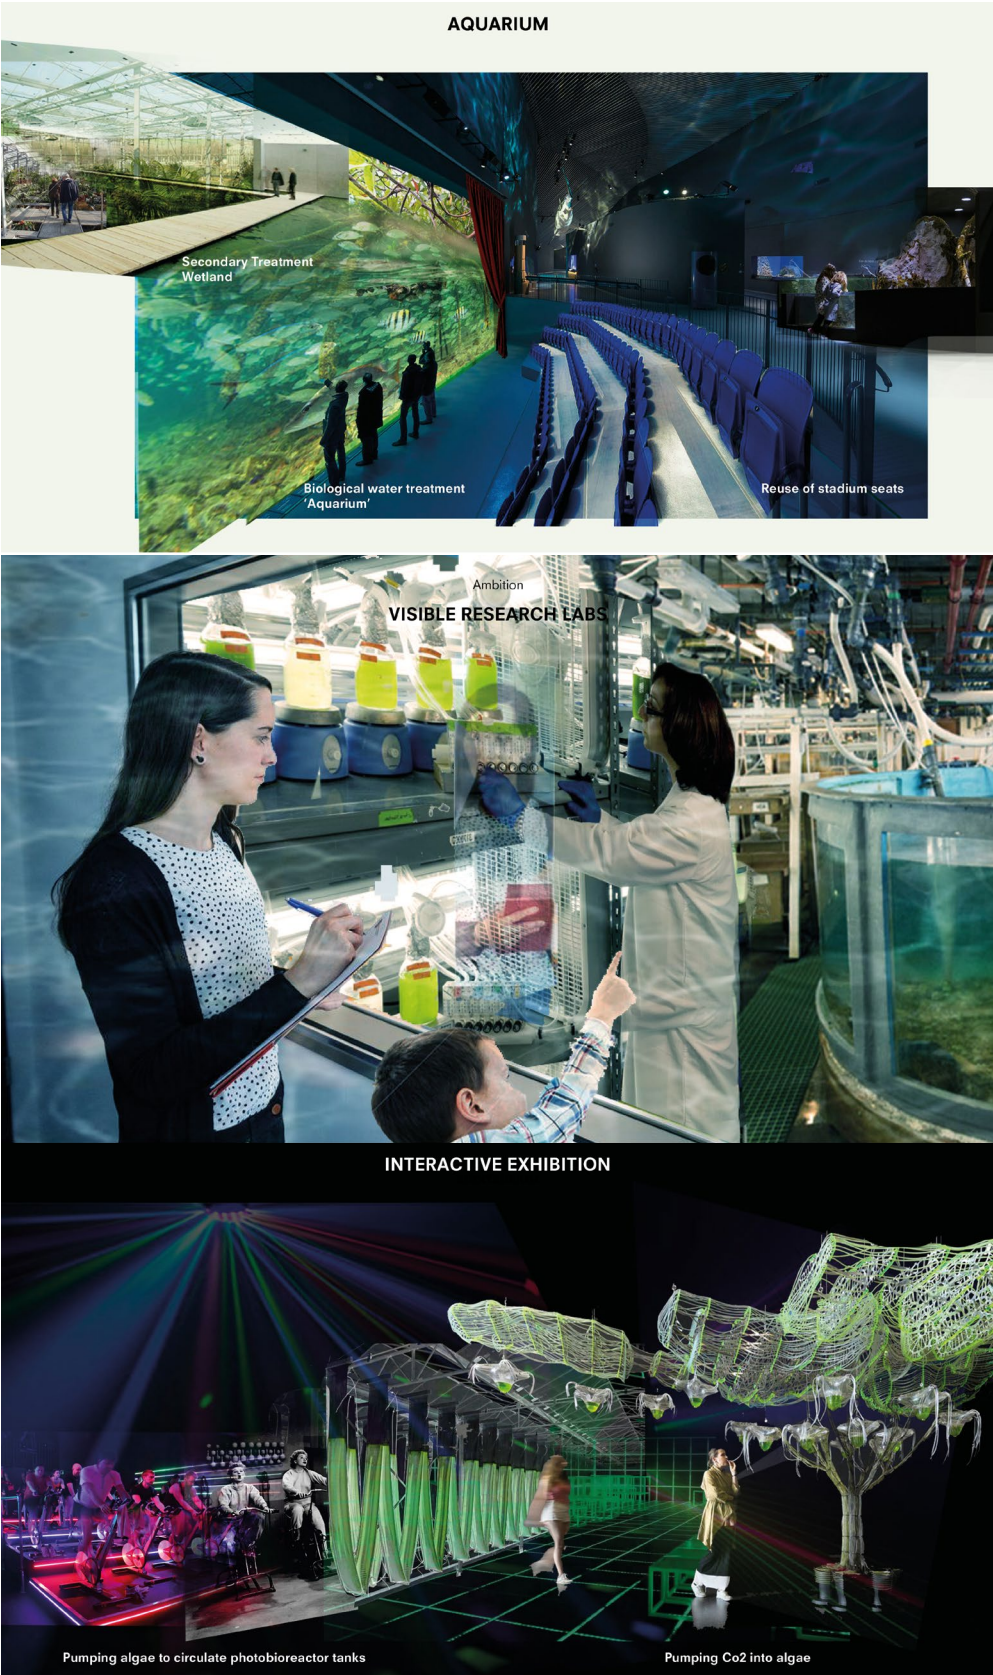 AQUARIUM
Secondary Treatment
Wetland
Biological water treatment
‘Aquarium’
Reuse of stadium seats
Ambition
VISIBLE RESEARCH LABS
INTERACTIVE EXHIBITION
Pumping algae to circulate photobioreactor tanks
Pumping Co2 into algae